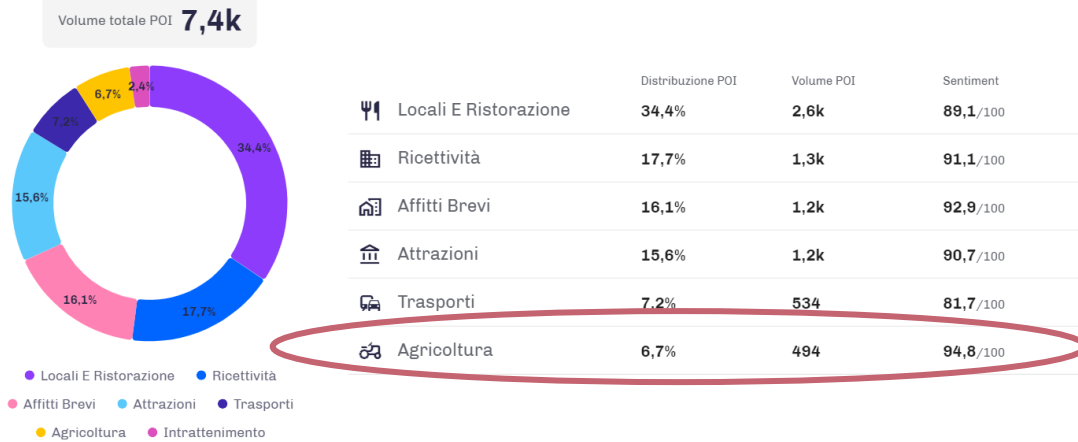 Volume totale POI 7,4k
2,4%
6,7%
7,2%
34,4%
15,6%
16,1%
17,7%
Locali E Ristorazione Ricettività
Affitti Brevi Attrazioni Trasporti
Agricoltura Intrattenimento
Distribuzione POI Volume POI Sentiment
Locali E Ristorazione 34,4% 2,6k 89,1/100
Ricettività 17,7% 1,3k 91,1/100
Affitti Brevi 16,1% 1,2k 92,9/100
Attrazioni 15,6% 1,2k 90,7/100
Trasporti 7,2% 534 81,7/100
Agricoltura 6,7% 494 94,8/100